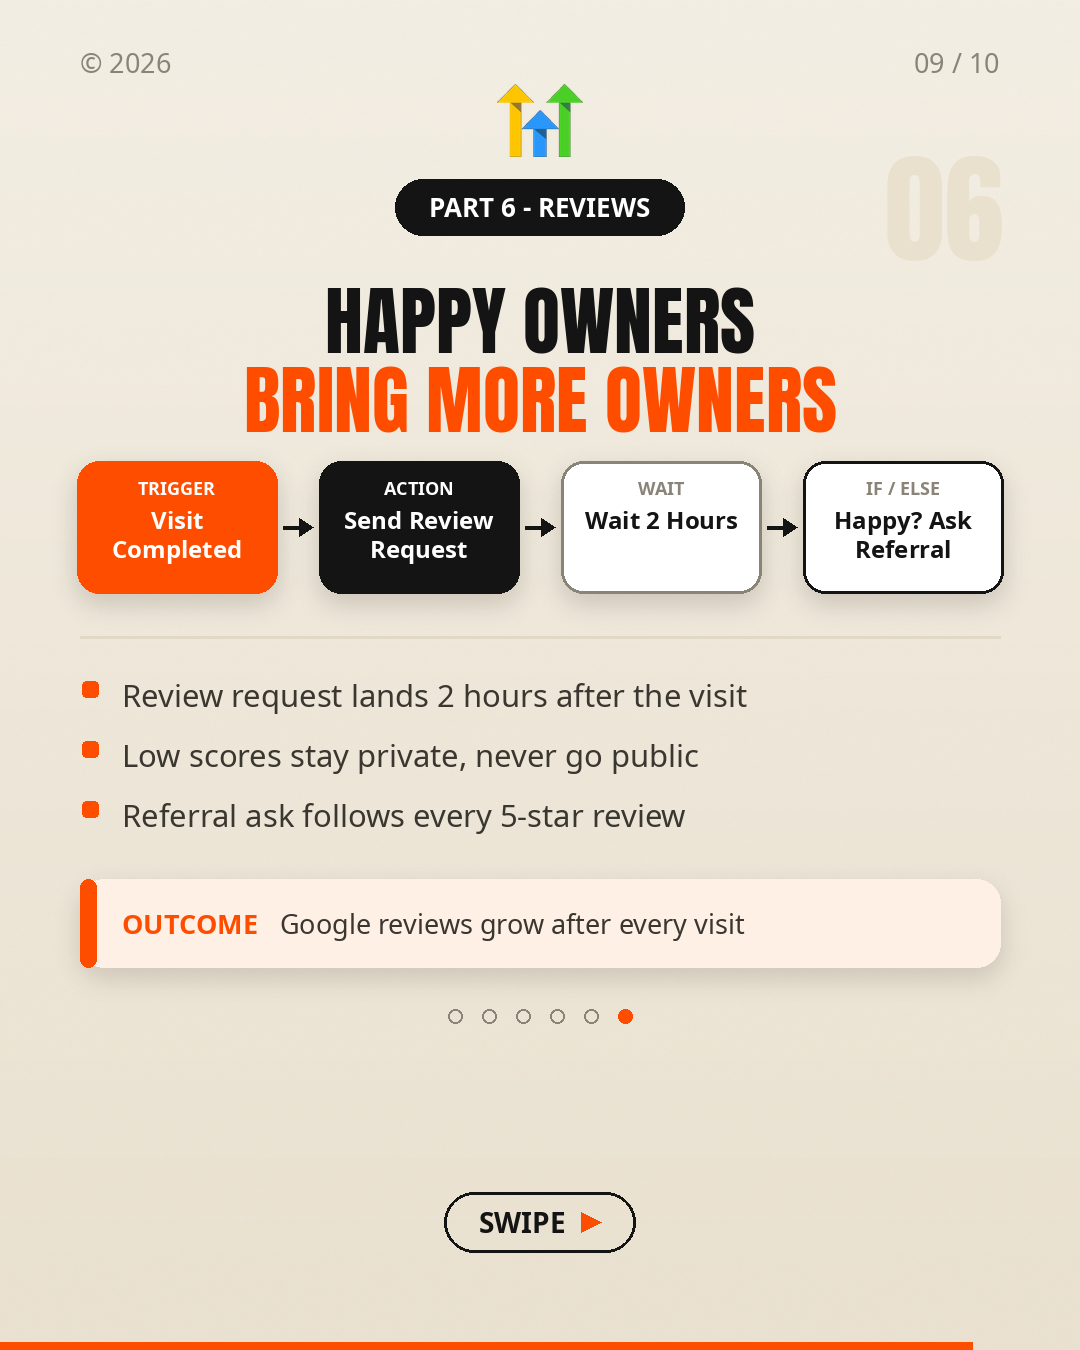 © 2026
09 / 10
PART 6 - REVIEWS
06
HAPPY OWNERS
BRING MORE OWNERS
TRIGGER
Visit
Completed
ACTION
Send Review
Request
WAIT
Wait 2 Hours
IF / ELSE
Happy? Ask
Referral
Review request lands 2 hours after the visit
Low scores stay private, never go public
Referral ask follows every 5-star review
OUTCOME Google reviews grow after every visit
SWIPE